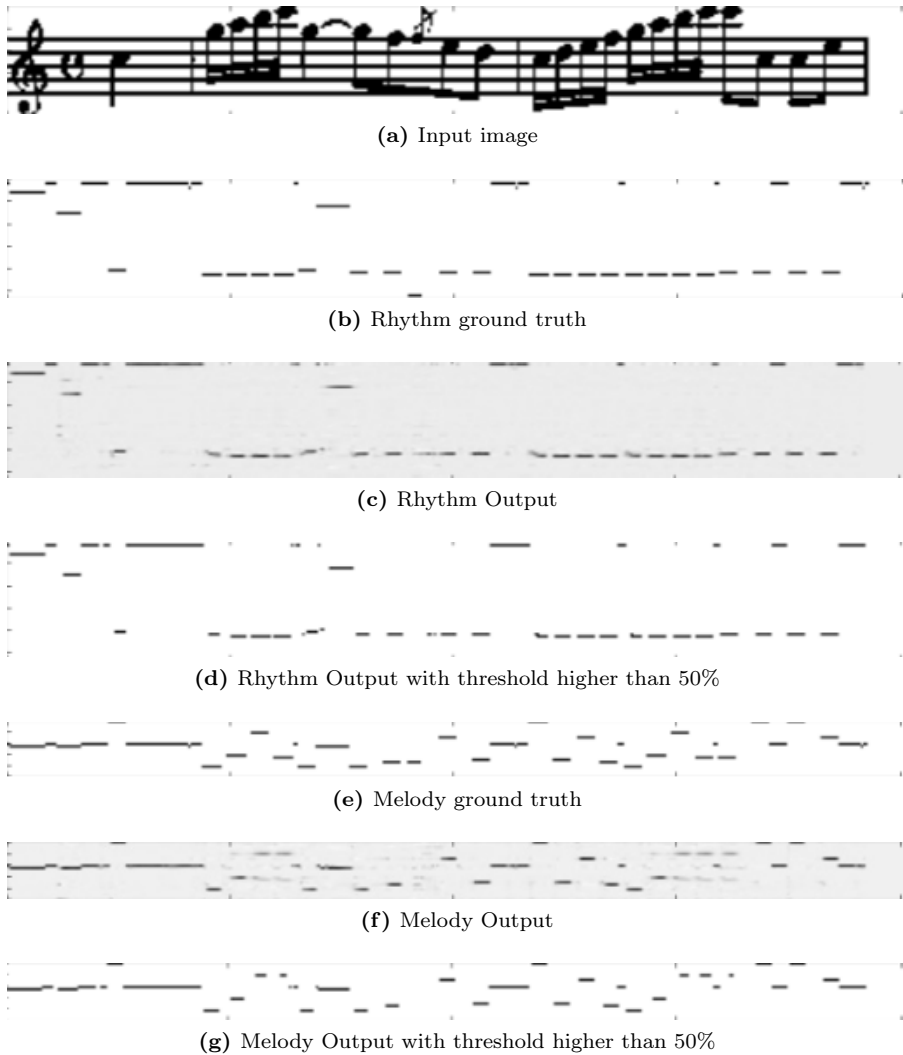 (a) Input image
(b) Rhythm ground truth
(c) Rhythm Output
(d) Rhythm Output with threshold higher than 50%
(e) Melody ground truth
(f) Melody Output
(g) Melody Output with threshold higher than 50%